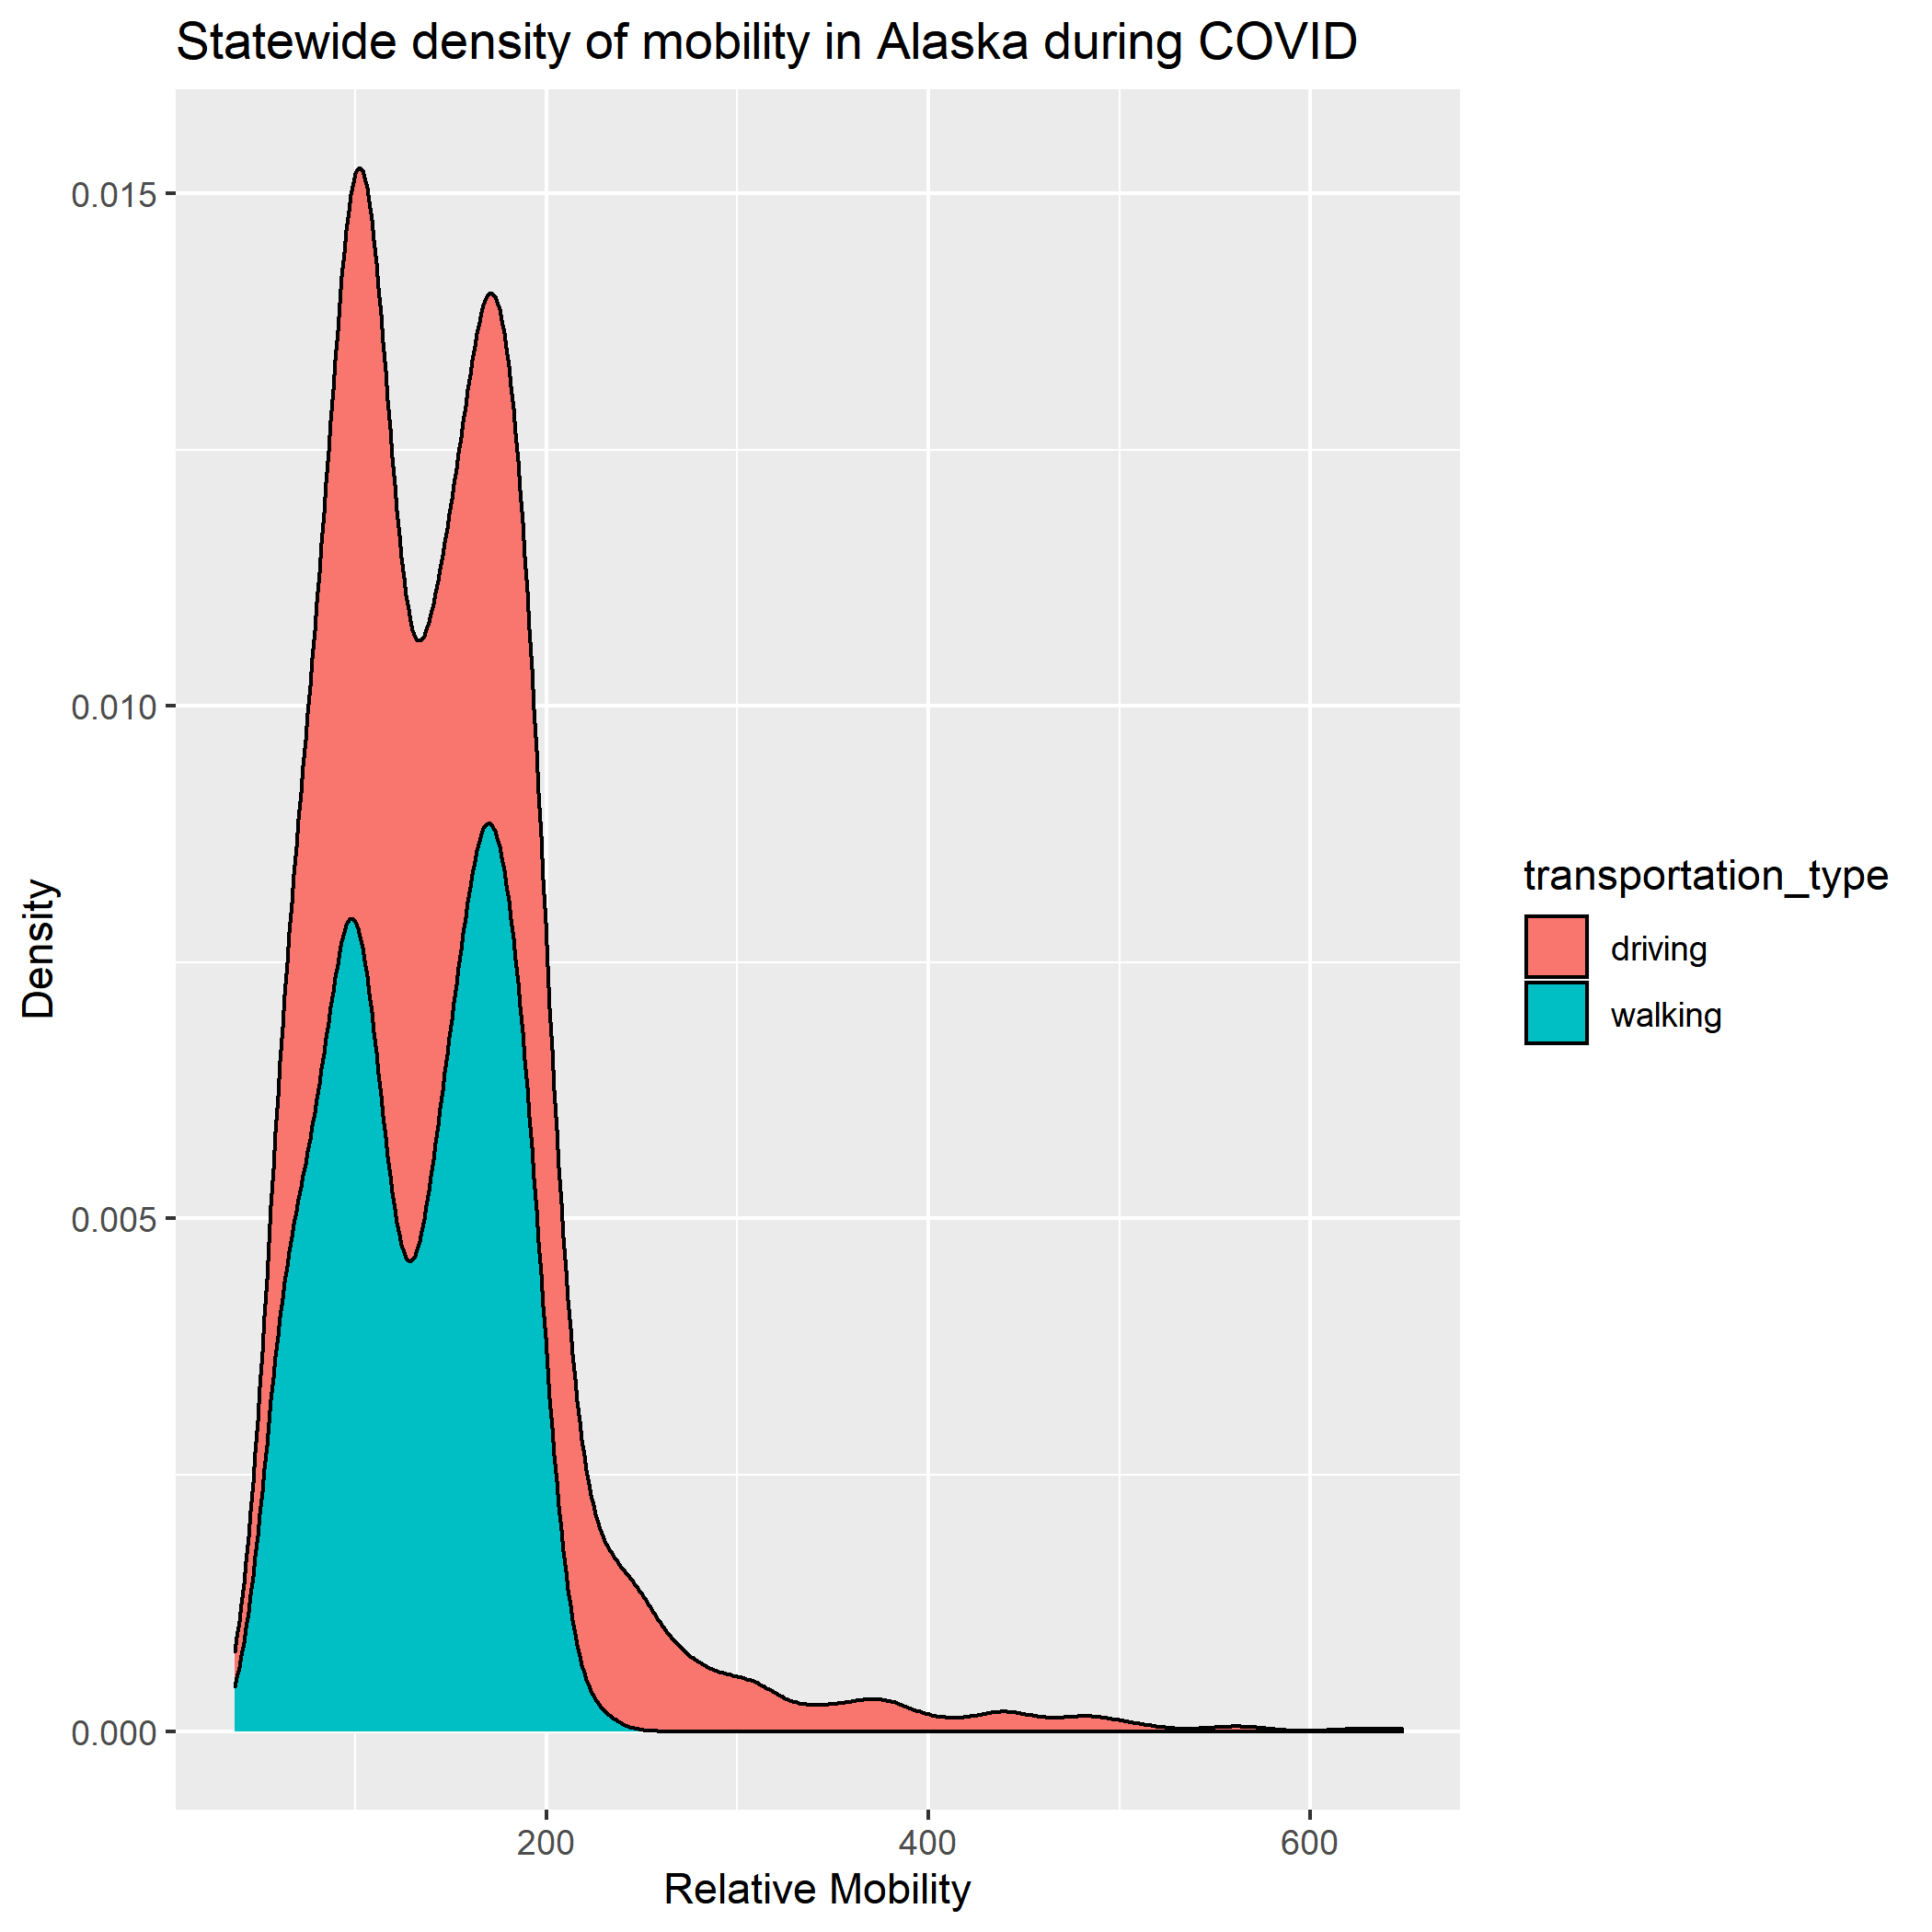 Statewide density of mobility in Alaska during COVID
0.015
0.010
0.005
0.000
Density
200 400 600
Relative Mobility
transportation_type
driving
walking